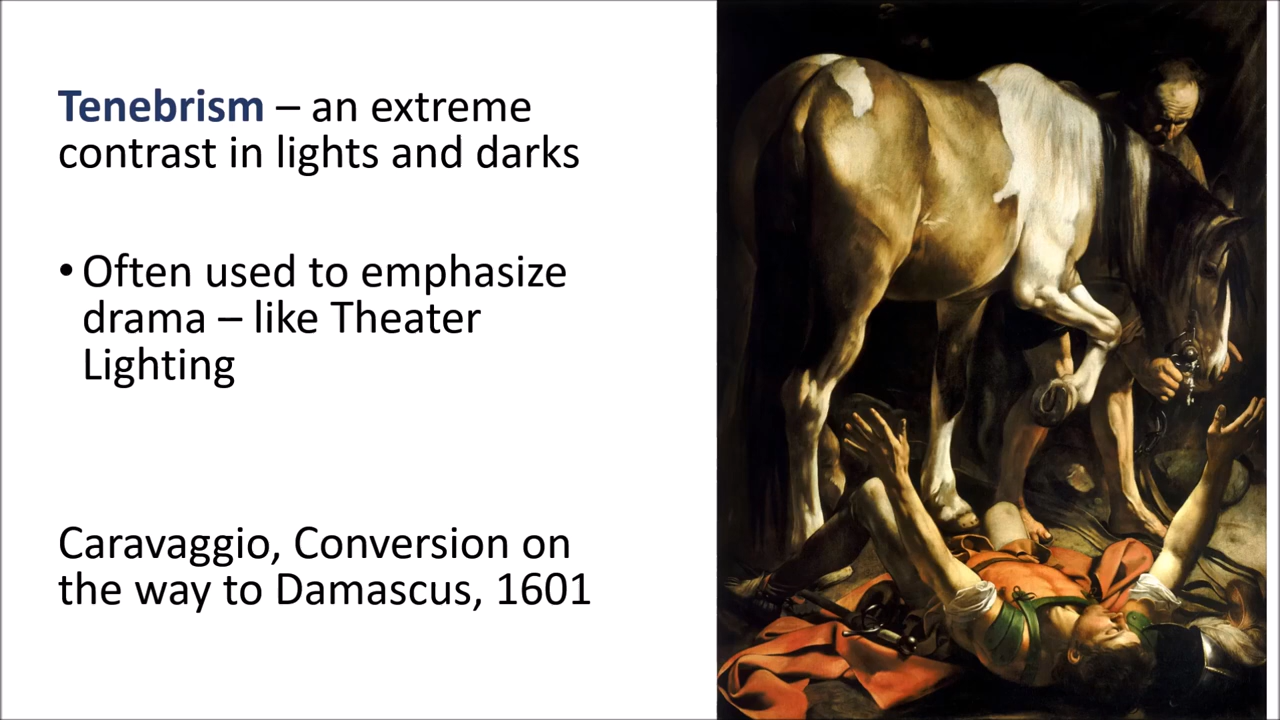 Tenebrism – an extreme
contrast in lights and darks
• Often used to emphasize
drama – like Theater
Lighting
Caravaggio, Conversion on
the way to Damascus, 1601